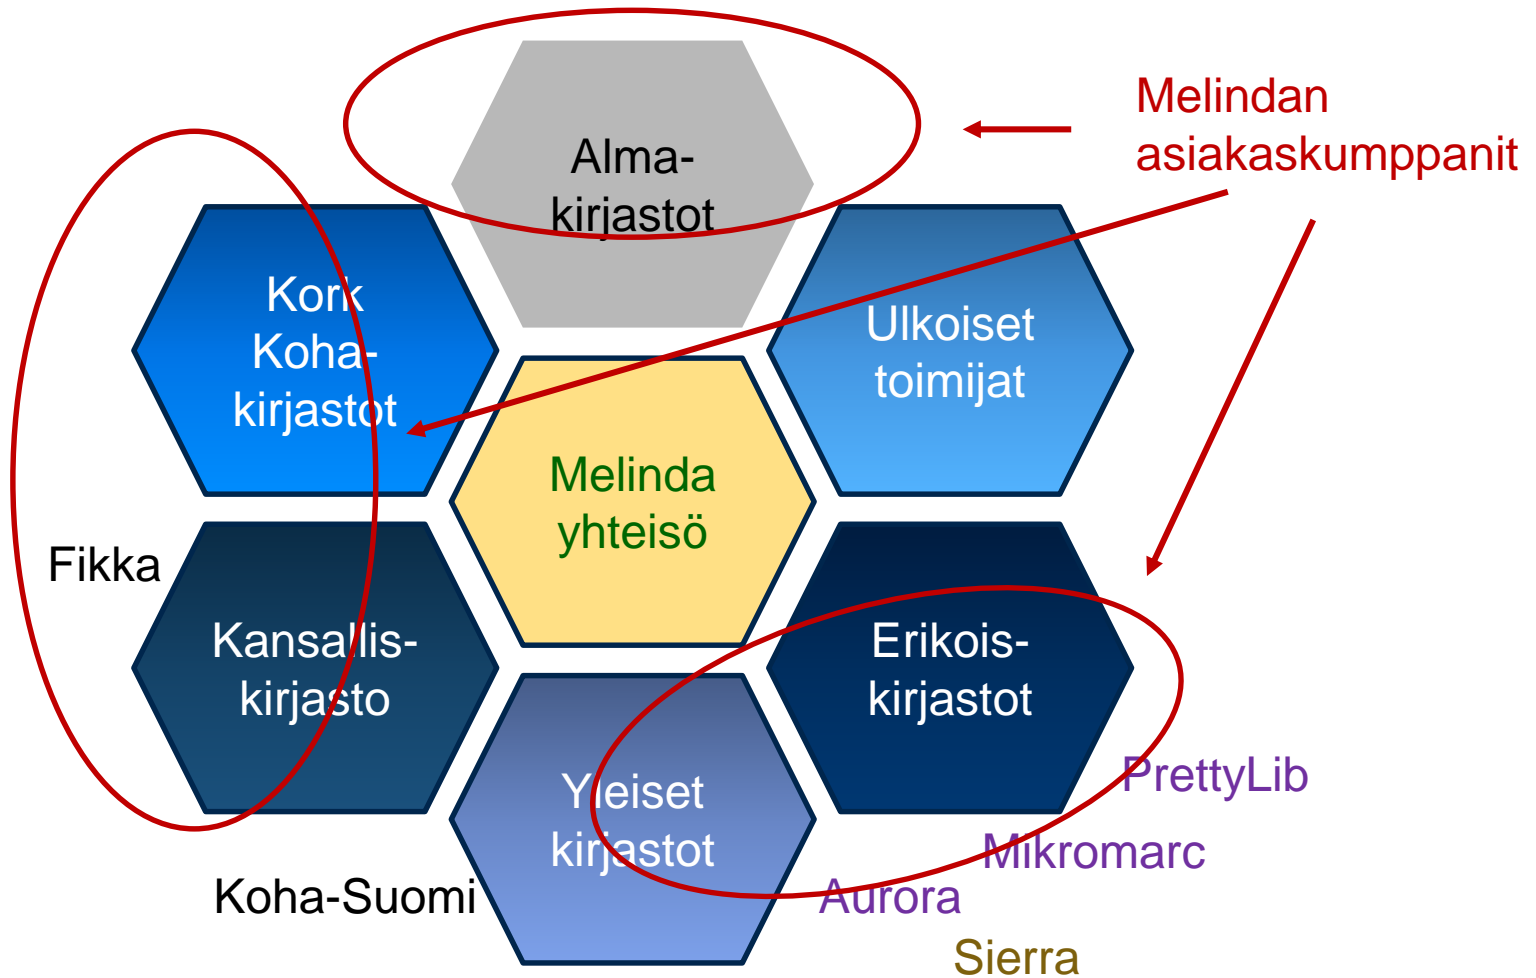 Melindan
asiakaskumppanit
Alma-
kirjastot
Kork
Koha-
kirjastot
Ulkoiset
toimijat
Melinda
yhteisö
Fikka
Kansallis-
kirjasto
Erikois-
kirjastot
Yleiset
kirjastot
PrettyLib
Mikromarc
Koha-Suomi
Aurora
Sierra